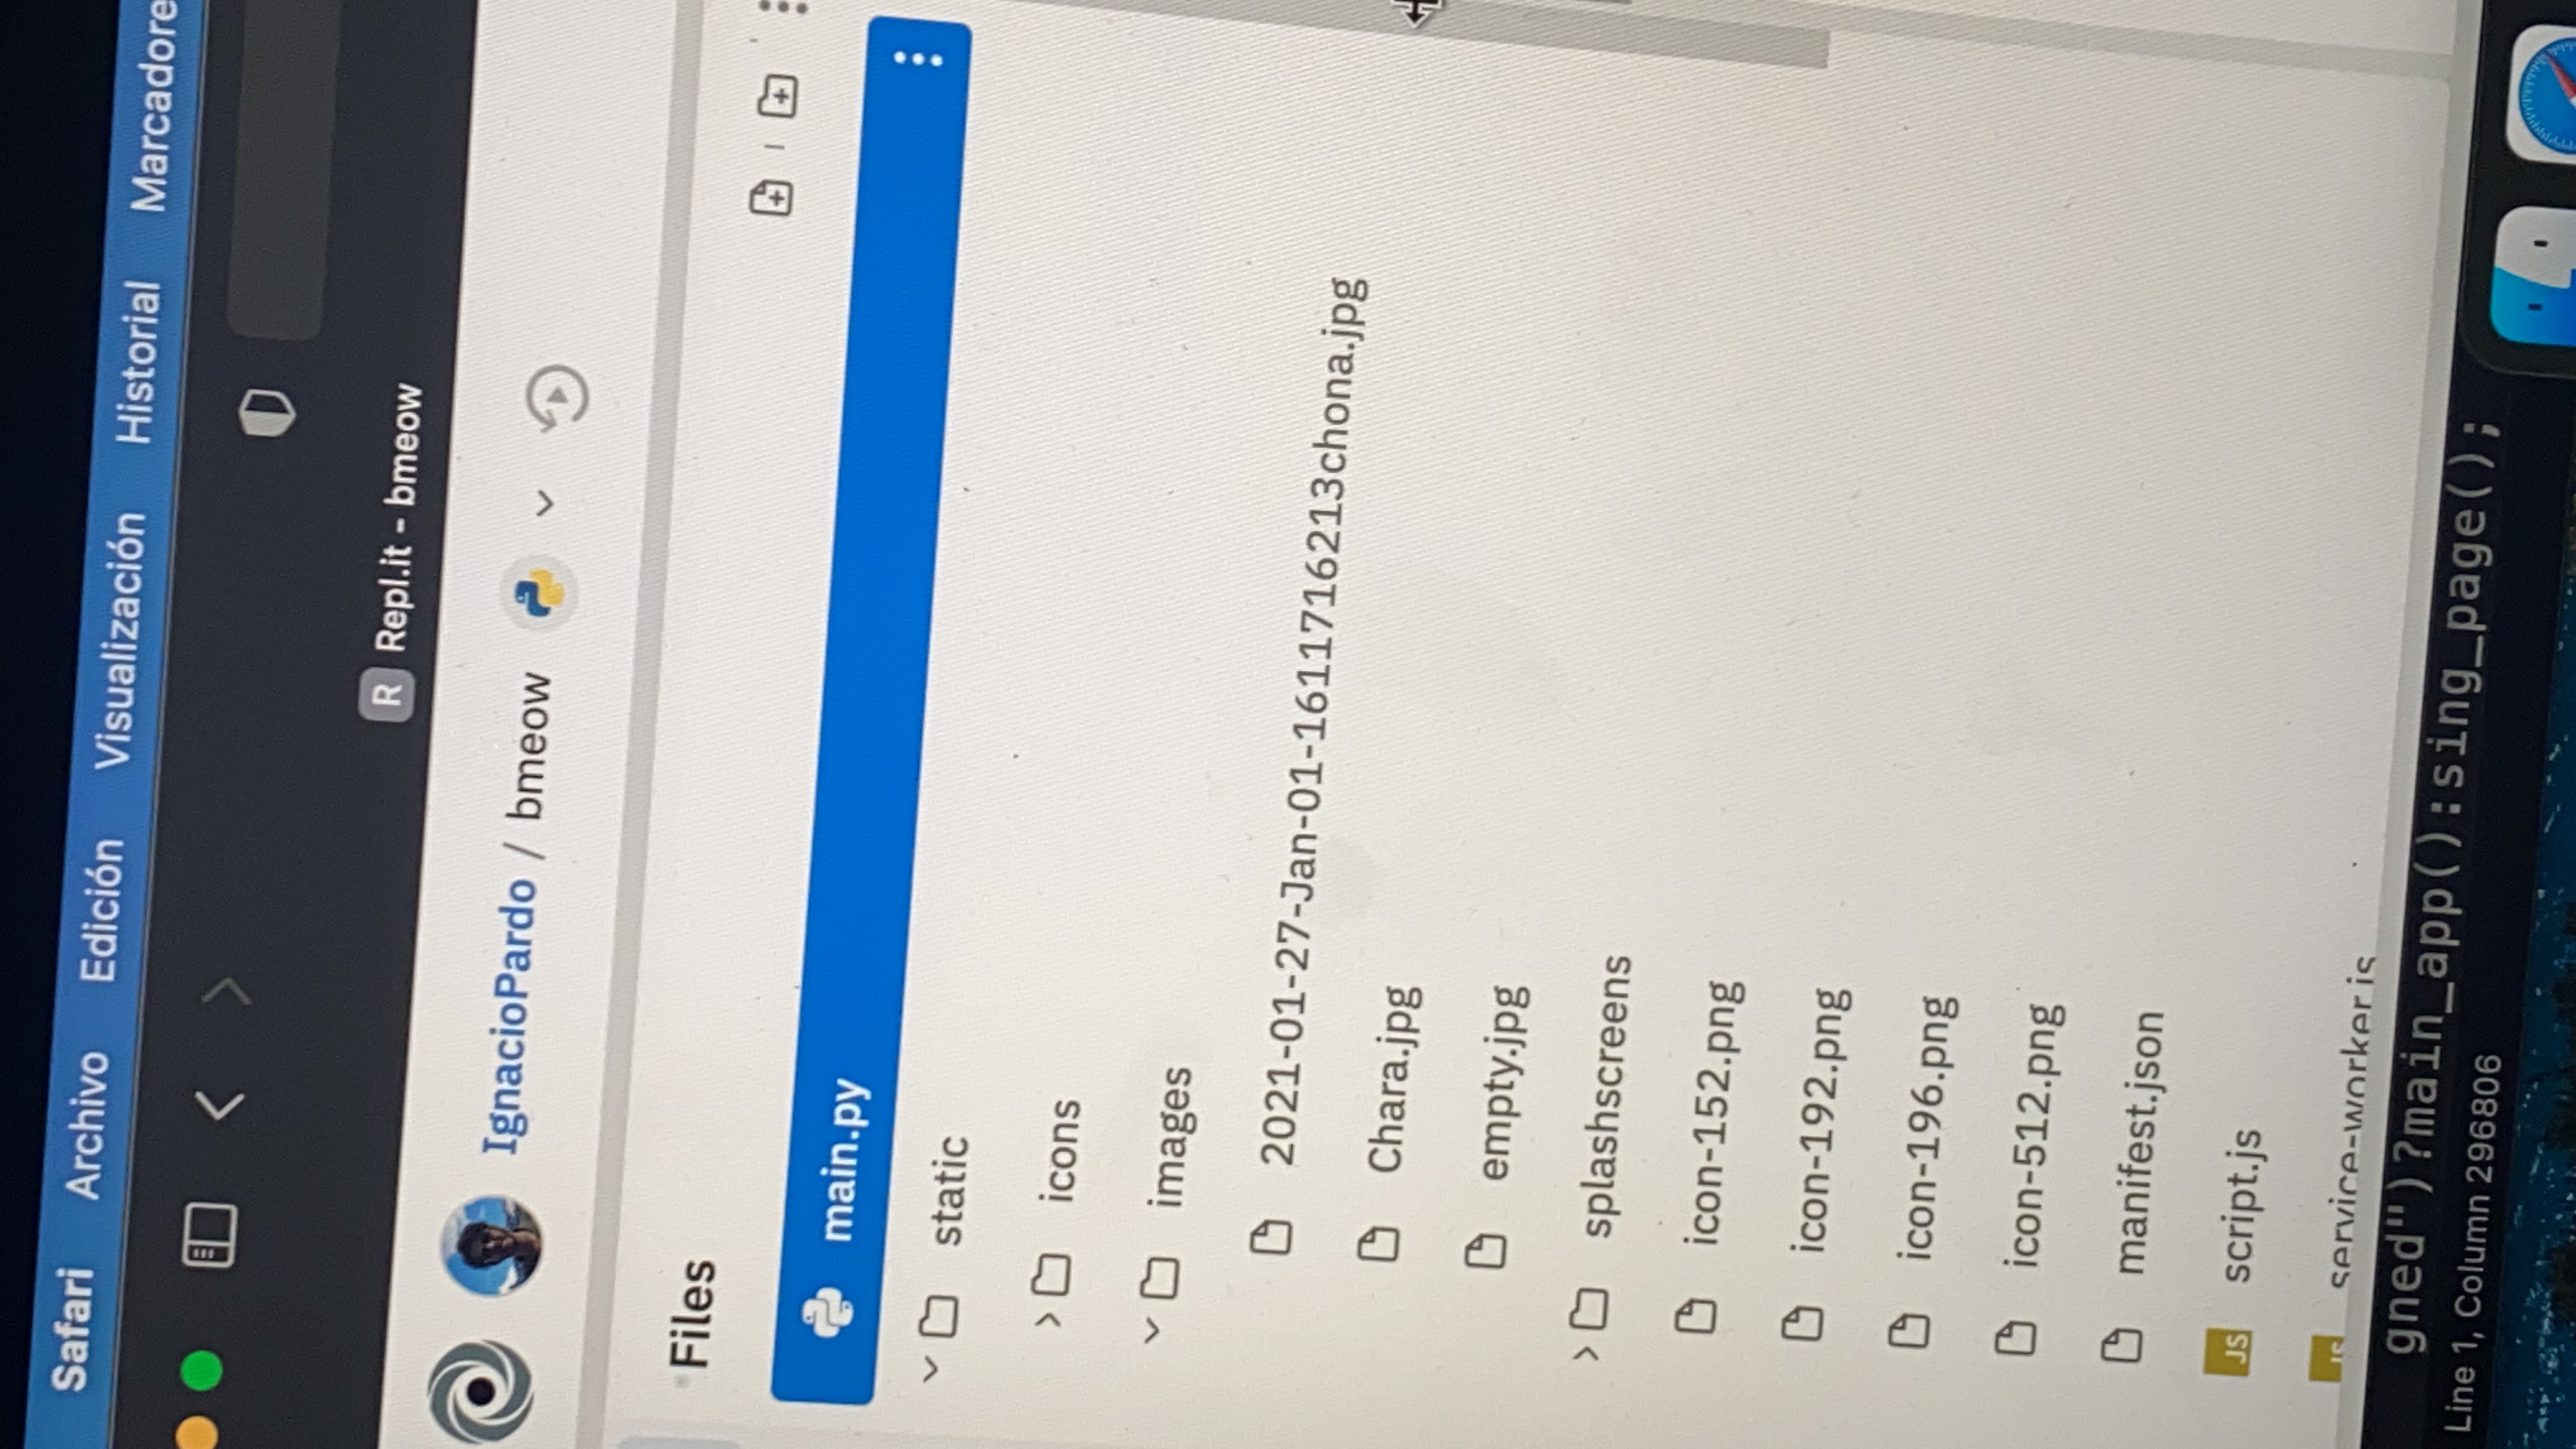 Safari Archivo Edición Visualización Historial Marcadore
R Repl.it - bmeow
IgnacioPardo / bmeow
Files
main.py
static
icons
images
2021-01-27-Jan-01-1611716213chona.jpg
Chara.jpg
empty.jpg
splashscreens
icon-152.png
icon-192.png
icon-196.png
icon-512.png
manifest.json
JS script.js
JS service-worker.js
gned")?main_app():sing_page();
Line 1, Column 296806